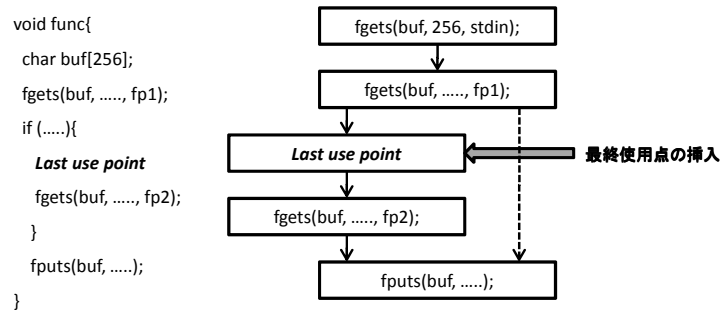 void func{
char buf[256];
fgets(buf, ....., fp1);
if (.....){
Last use point
fgets(buf, ....., fp2);
}
fputs(buf, .....);
}
fgets(buf, 256, stdin);
fgets(buf, ....., fp1);
Last use point
最終使用点の挿入
fgets(buf, ....., fp2);
fputs(buf, .....);